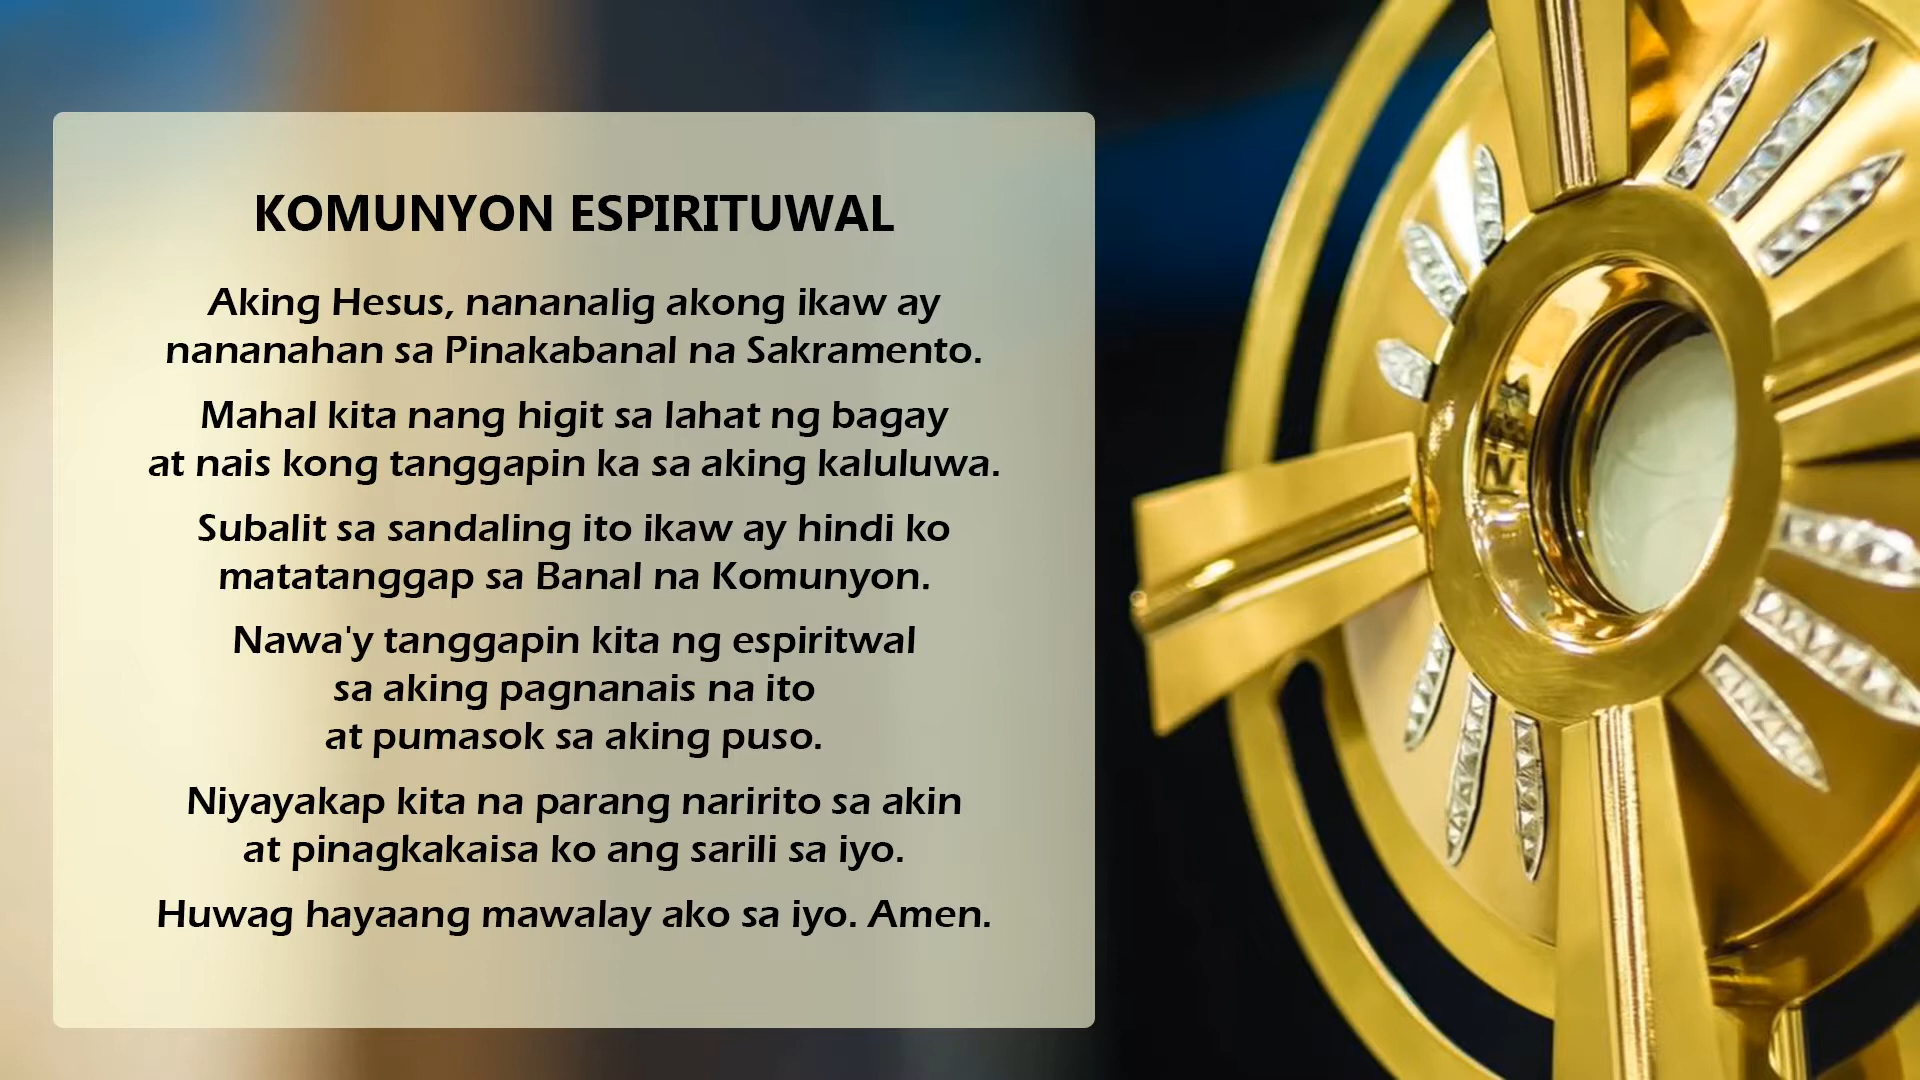 KOMUNYON ESPIRITUWAL
Aking Hesus, nananalig akong ikaw ay
nananahan sa Pinakabanal na Sakramento.
Mahal kita nang higit sa lahat ng bagay
at nais kong tanggapin ka sa aking kaluluwa.
Subalit sa sandaling ito ikaw ay hindi ko
matatanggap sa Banal na Komunyon.
Nawa'y tanggapin kita ng espiritwal
sa aking pagnanais na ito
at pumasok sa aking puso.
Niyayakap kita na parang naririto sa akin
at pinagkakaisa ko ang sarili sa iyo.
Huwag hayaang mawalay ako sa iyo. Amen.